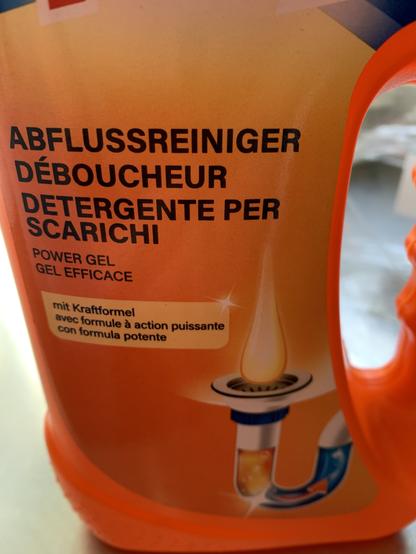 ABFLUSSREINIGER
DÉBOUCHEUR
DETERGENTE PER
SCARICHI
POWER GEL
GEL EFFICACE
mit Kraftformel
avec formule à action puissante
con formula potente